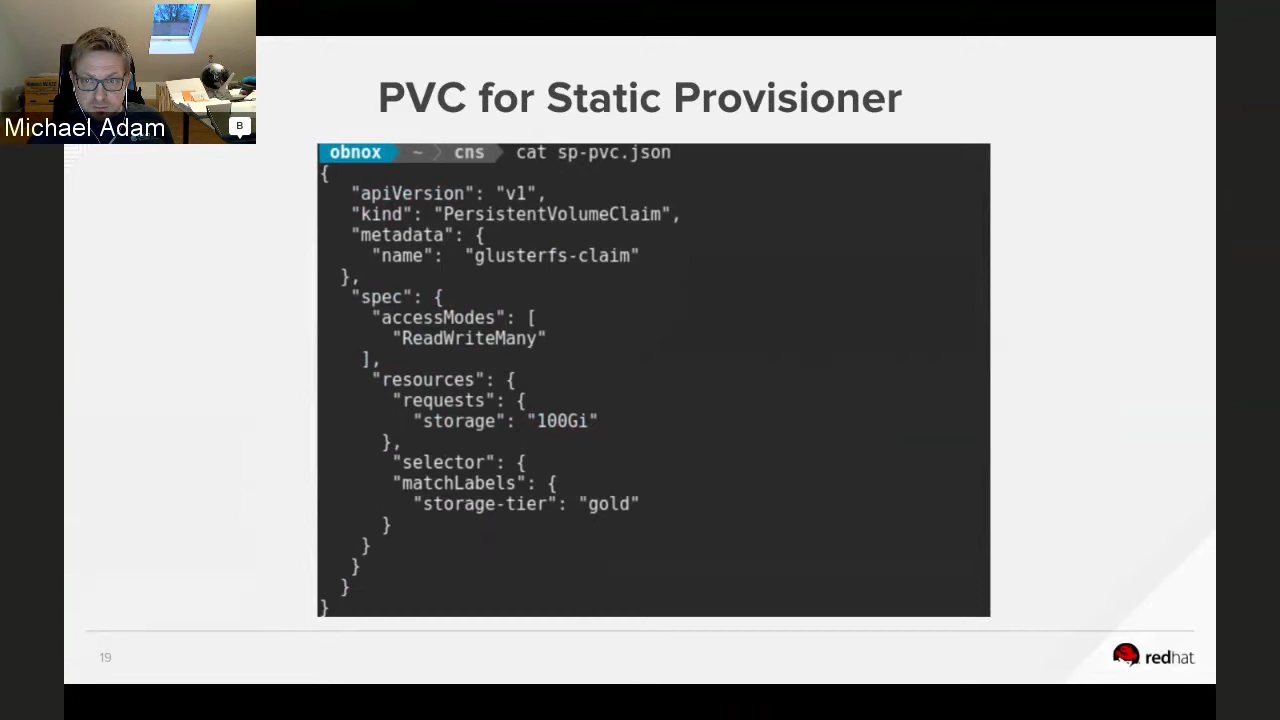 Michael Adam
B
PVC for Static Provisioner
obnox ~ cns cat sp-pvc.json
{
"apiVersion": "v1",
"kind": "PersistentVolumeClaim",
"metadata": {
"name": "glusterfs-claim"
},
"spec": {
"accessModes": [
"ReadWriteMany"
],
"resources": {
"requests": {
"storage": "100Gi"
},
"selector": {
"matchLabels": {
"storage-tier": "gold"
}
}
}
}
}
19
redhat